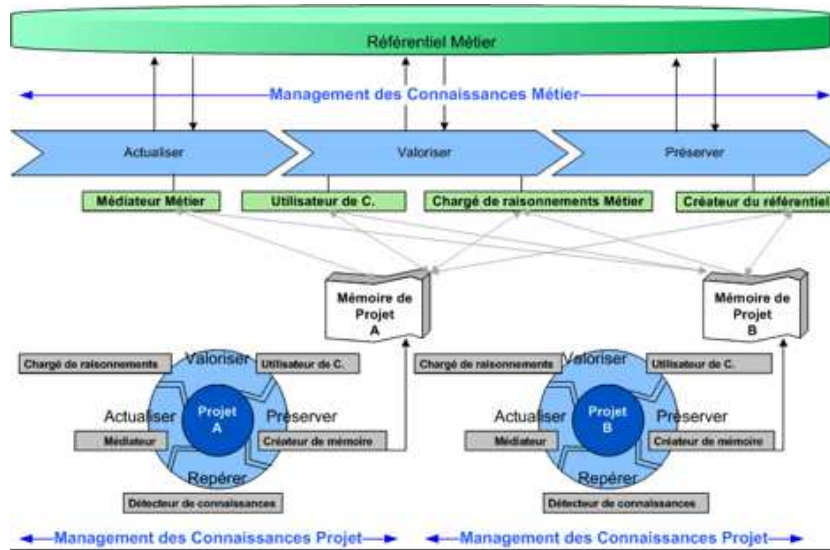 Référentiel Métier
Management des Connaissances Métier
Actualiser
Valoriser
Préserver
Médiateur Métier
Utilisateur de C.
Chargé de raisonnements Métier
Créateur du référentiel
Mémoire de
Projet
A
Mémoire de
Projet
B
Chargé de raisonnements
Valoriser
Utilisateur de C.
Actualiser
Projet
A
Préserver
Médiateur
Créateur de mémoire
Repérer
Détecteur de connaissances
Chargé de raisonnements
Valoriser
Utilisateur de C.
Actualiser
Projet
B
Préserver
Médiateur
Créateur de mémoire
Repérer
Détecteur de connaissances
Management des Connaissances Projet
Management des Connaissances Projet